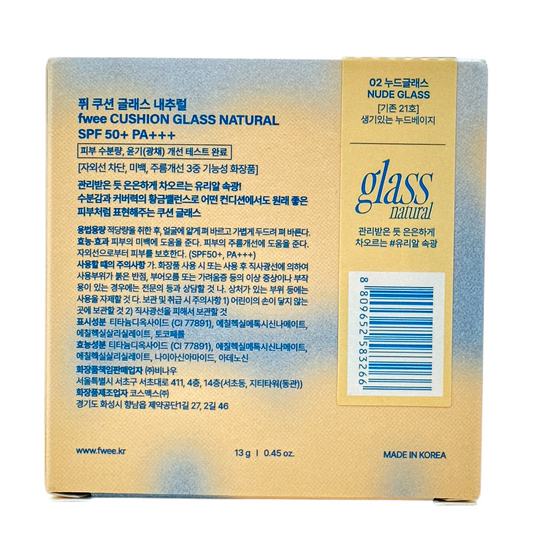 퓌 쿠션 글래스 내추럴
fwee CUSHION GLASS NATURAL
SPF 50+ PA+++
피부 수분량, 윤기(광채) 개선 테스트 완료
[자외선 차단, 미백, 주름개선 3중 기능성 화장품]
관리받은 듯 은은하게 차오르는 유리알 속광!
수분감과 커버력의 황금밸런스로 어떤 컨디션에서도 원래 좋은
피부처럼 표현해주는 쿠션 글래스
용법용량 적당량을 취한 후, 얼굴에 얇게 펴 바르고 가볍게 두드려 펴 바른다.
효능·효과 피부의 미백에 도움을 준다. 피부의 주름개선에 도움을 준다.
자외선으로부터 피부를 보호한다. (SPF50+, PA+++)
사용할 때의 주의사항 가. 화장품 사용 시 또는 사용 후 직사광선에 의하여
사용부위가 붉은 반점, 부어오름 또는 가려움증 등의 이상 증상이나 부작
용이 있는 경우에는 전문의 등과 상담할 것 나. 상처가 있는 부위 등에는
사용을 자제할 것 다. 보관 및 취급 시 주의사항 1) 어린이의 손이 닿지 않는
곳에 보관할 것 2) 직사광선을 피해서 보관할 것
표시성분 티타늄디옥사이드 (CI 77891), 에칠헥실메톡시신나메이트,
에칠헥실살리실레이트, 토코페롤
효능성분 티타늄디옥사이드 (CI 77891), 에칠헥실메톡시신나메이트,
에칠헥실살리실레이트, 나이아신아마이드, 아데노신
화장품책임판매업자 ㈜비나우
서울특별시 서초구 서초대로 411, 4층, 14층(서초동, 지티타워(동관))
화장품제조업자 코스맥스㈜
경기도 화성시 향남읍 제약공단1길 27, 2길 46
www.fwee.kr
13 g | 0.45 oz.
MADE IN KOREA
02 누드글래스
NUDE GLASS
[기존 21호]
생기있는 누드베이지
glass
natural
관리받은 듯 은은하게
차오르는 #유리알 속광
8 809652 583266